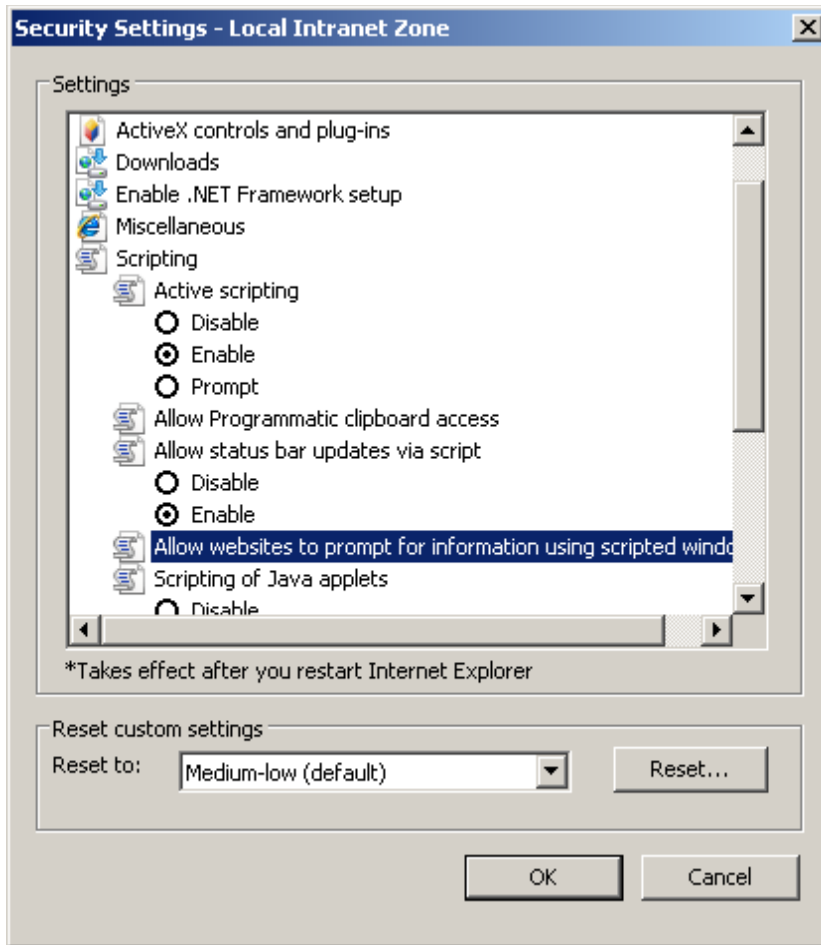 Security Settings - Local Intranet Zone
Settings
ActiveX controls and plug-ins
Downloads
Enable .NET Framework setup
Miscellaneous
Scripting
Active scripting
Disable
Enable
Prompt
Allow Programmatic clipboard access
Allow status bar updates via script
Disable
Enable
Allow websites to prompt for information using scripted windo
Scripting of Java applets
Disable
*Takes effect after you restart Internet Explorer
Reset custom settings
Reset to: Medium-low (default) Reset...
OK Cancel